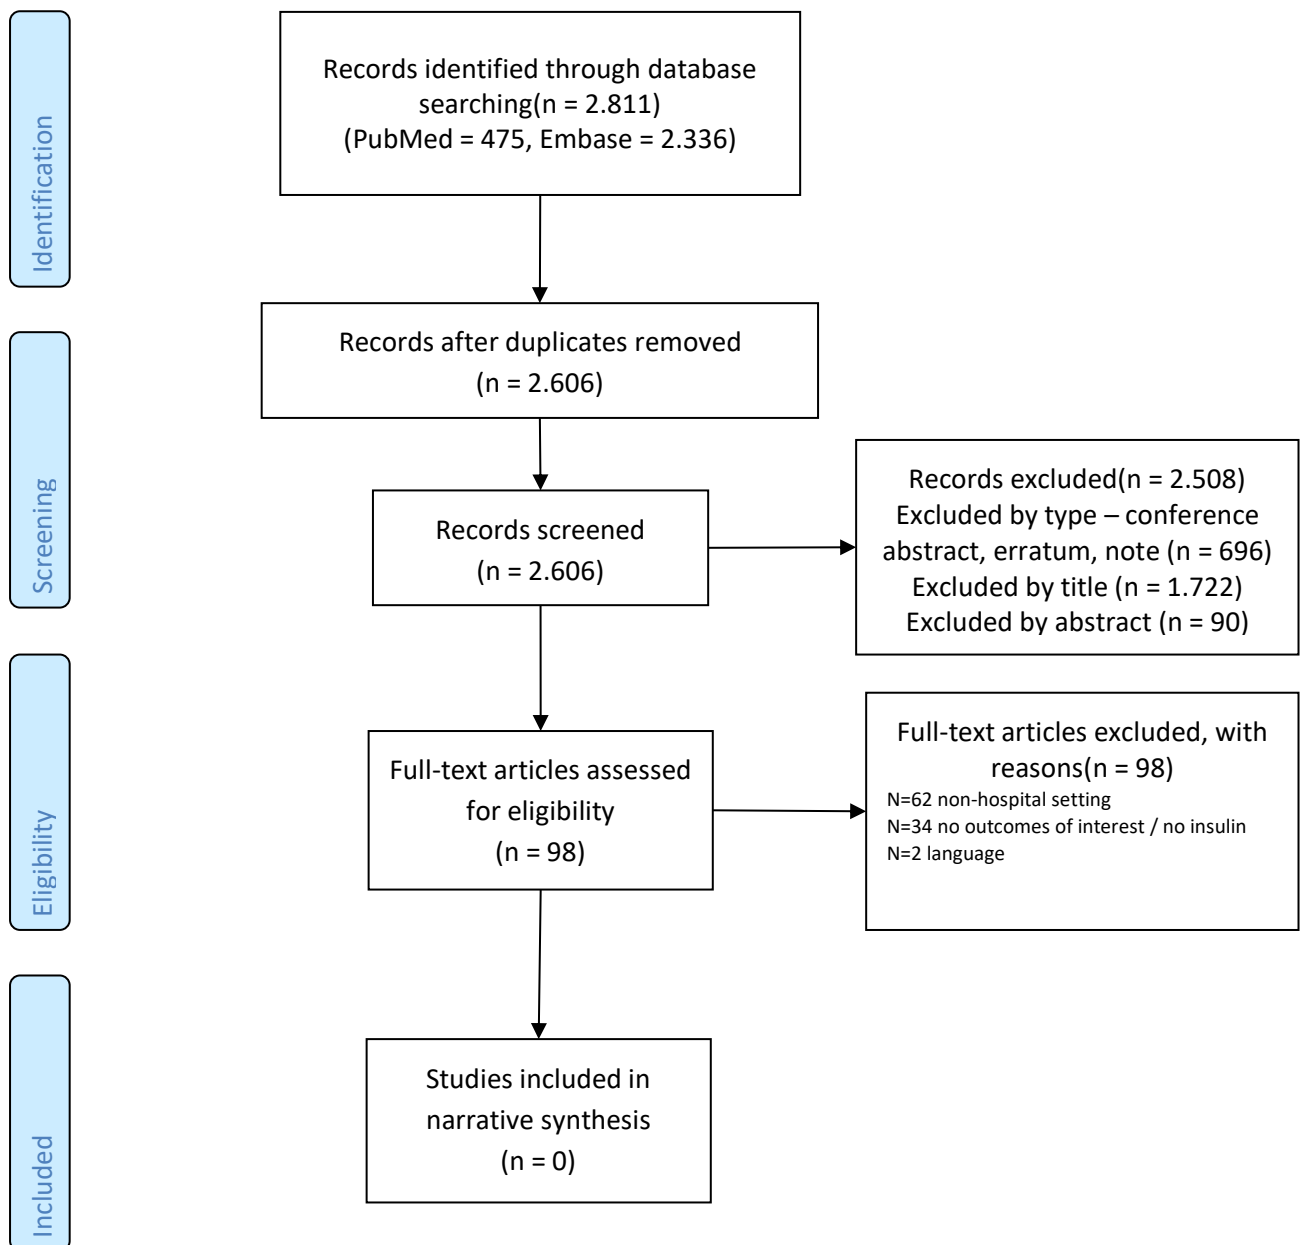 Identification
Records identified through database
searching(n = 2.811)
(PubMed = 475, Embase = 2.336)
Screening
Records after duplicates removed
(n = 2.606)
Records screened
(n = 2.606)
Records excluded(n = 2.508)
Excluded by type – conference
abstract, erratum, note (n = 696)
Excluded by title (n = 1.722)
Excluded by abstract (n = 90)
Eligibility
Full-text articles assessed
for eligibility
(n = 98)
Full-text articles excluded, with
reasons(n = 98)
N=62 non-hospital setting
N=34 no outcomes of interest / no insulin
N=2 language
Included
Studies included in
narrative synthesis
(n = 0)